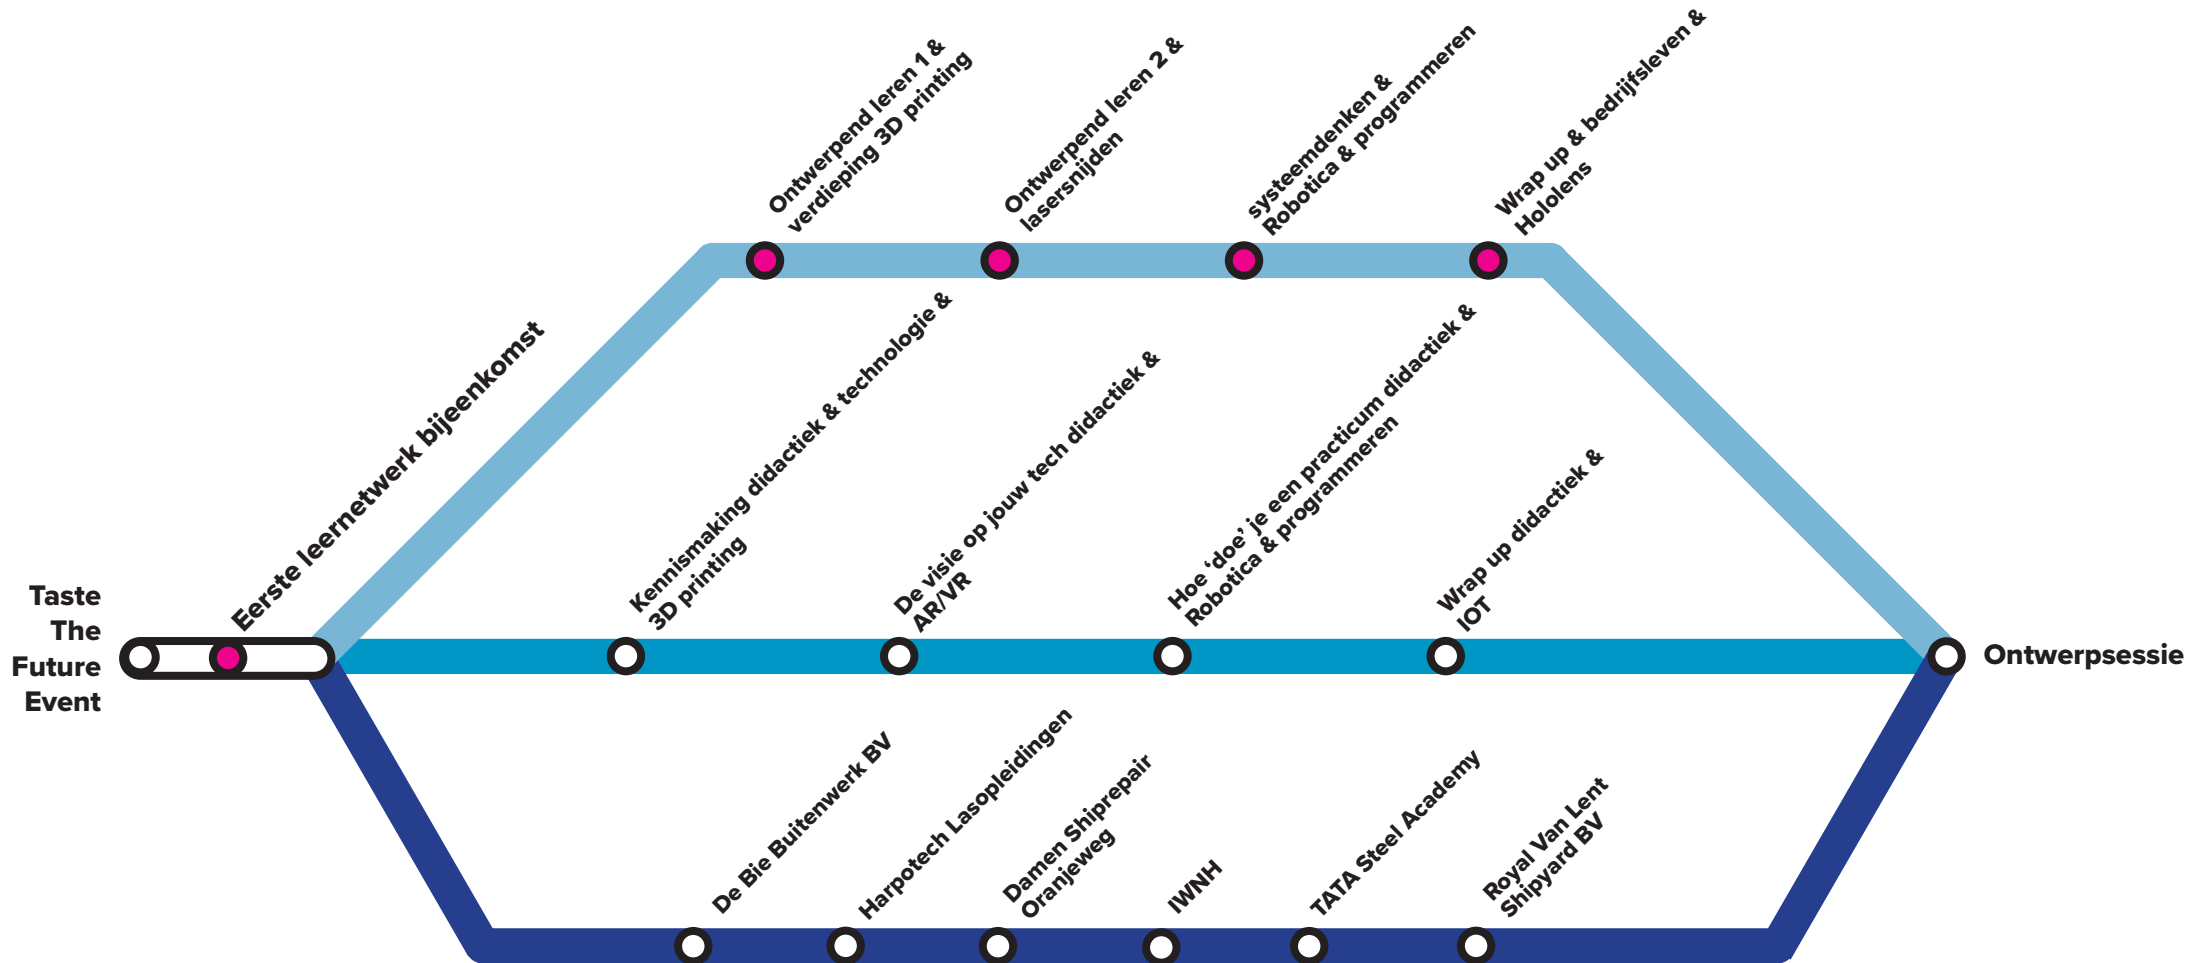 Ontwerpend leren 1 &
verdieping 3D printing
Ontwerpend leren 2 &
lasersnijden
systeemdenken &
Robotica & programmeren
Wrap up & bedrijfsleven &
Hololens
Eerste leernetwerk bijeenkomst
Kennismaking didactiek & technologie &
3D printing
De visie op jouw tech didactiek &
AR/VR
Hoe ‘doe’ je een practicum didactiek &
Robotica & programmeren
Wrap up didactiek &
IOT
Taste
The
Future
Event
Ontwerpsessie
De Bie Buitenwerk BV
Harpotech Lasopleidingen
Damen Shiprepair
Oranjeweg
IWNH
TATA Steel Academy
Royal Van Lent
Shipyard BV